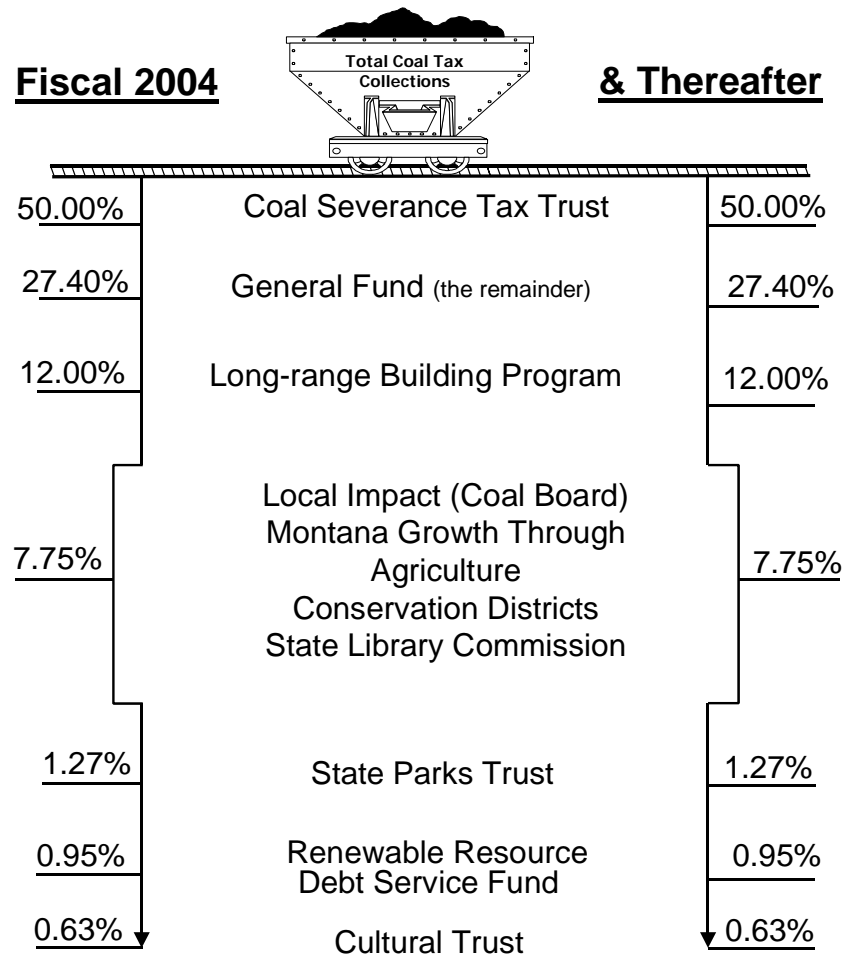 Total Coal Tax
Collections
Fiscal 2004 & Thereafter
50.00% Coal Severance Tax Trust 50.00%
27.40% General Fund (the remainder) 27.40%
12.00% Long-range Building Program 12.00%
Local Impact (Coal Board)
Montana Growth Through
7.75% Agriculture 7.75%
Conservation Districts
State Library Commission
1.27% State Parks Trust 1.27%
0.95% Renewable Resource 0.95%
Debt Service Fund
0.63% Cultural Trust 0.63%